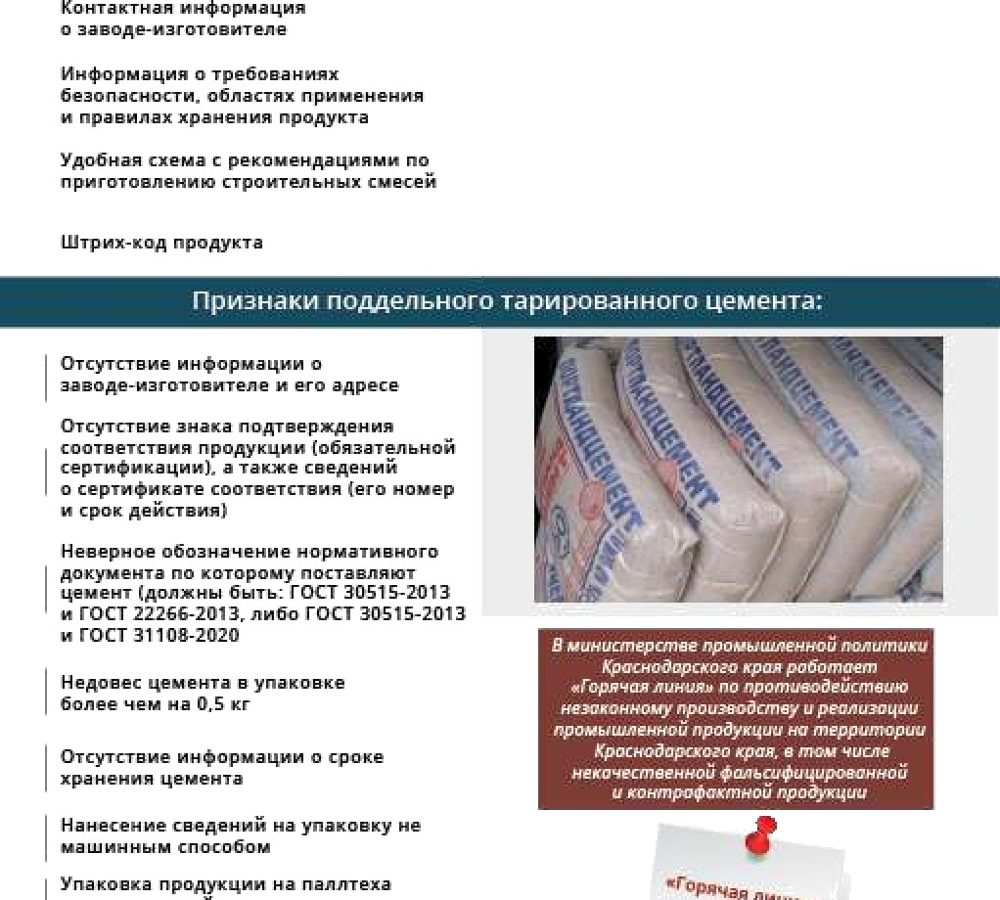 Контактная информация
о заводе-изготовителе
Информация о требованиях
безопасности, областях применения
и правилах хранения продукта
Удобная схема с рекомендациями по
приготовлению строительных смесей
Штрих-код продукта
Признаки поддельного тарированного цемента:
Отсутствие информации о
заводе-изготовителе и его адресе
Отсутствие знака подтверждения
соответствия продукции (обязательной
сертификации), а также сведений
о сертификате соответствия (его номер
и срок действия)
Неверное обозначение нормативного
документа по которому поставляют
цемент (должны быть: ГОСТ 30515-2013
и ГОСТ 22266-2013, либо ГОСТ 30515-2013
и ГОСТ 31108-2020
Недовес цемента в упаковке
более чем на 0,5 кг
Отсутствие информации о сроке
хранения цемента
Нанесение сведений на упаковку не
машинным способом
Упаковка продукции на паллтеха
ПОРТЛАНДЦЕМЕНТ
ПОРТЛАНДЦЕМЕНТ
ПОРТЛАНДЦЕМЕНТ
В министерстве промышленной политики
Краснодарского края работает
«Горячая линия» по противодействию
незаконному производству и реализации
промышленной продукции на территории
Краснодарского края, в том числе
некачественной фальсифицированной
и контрафактной продукции
«Горячая